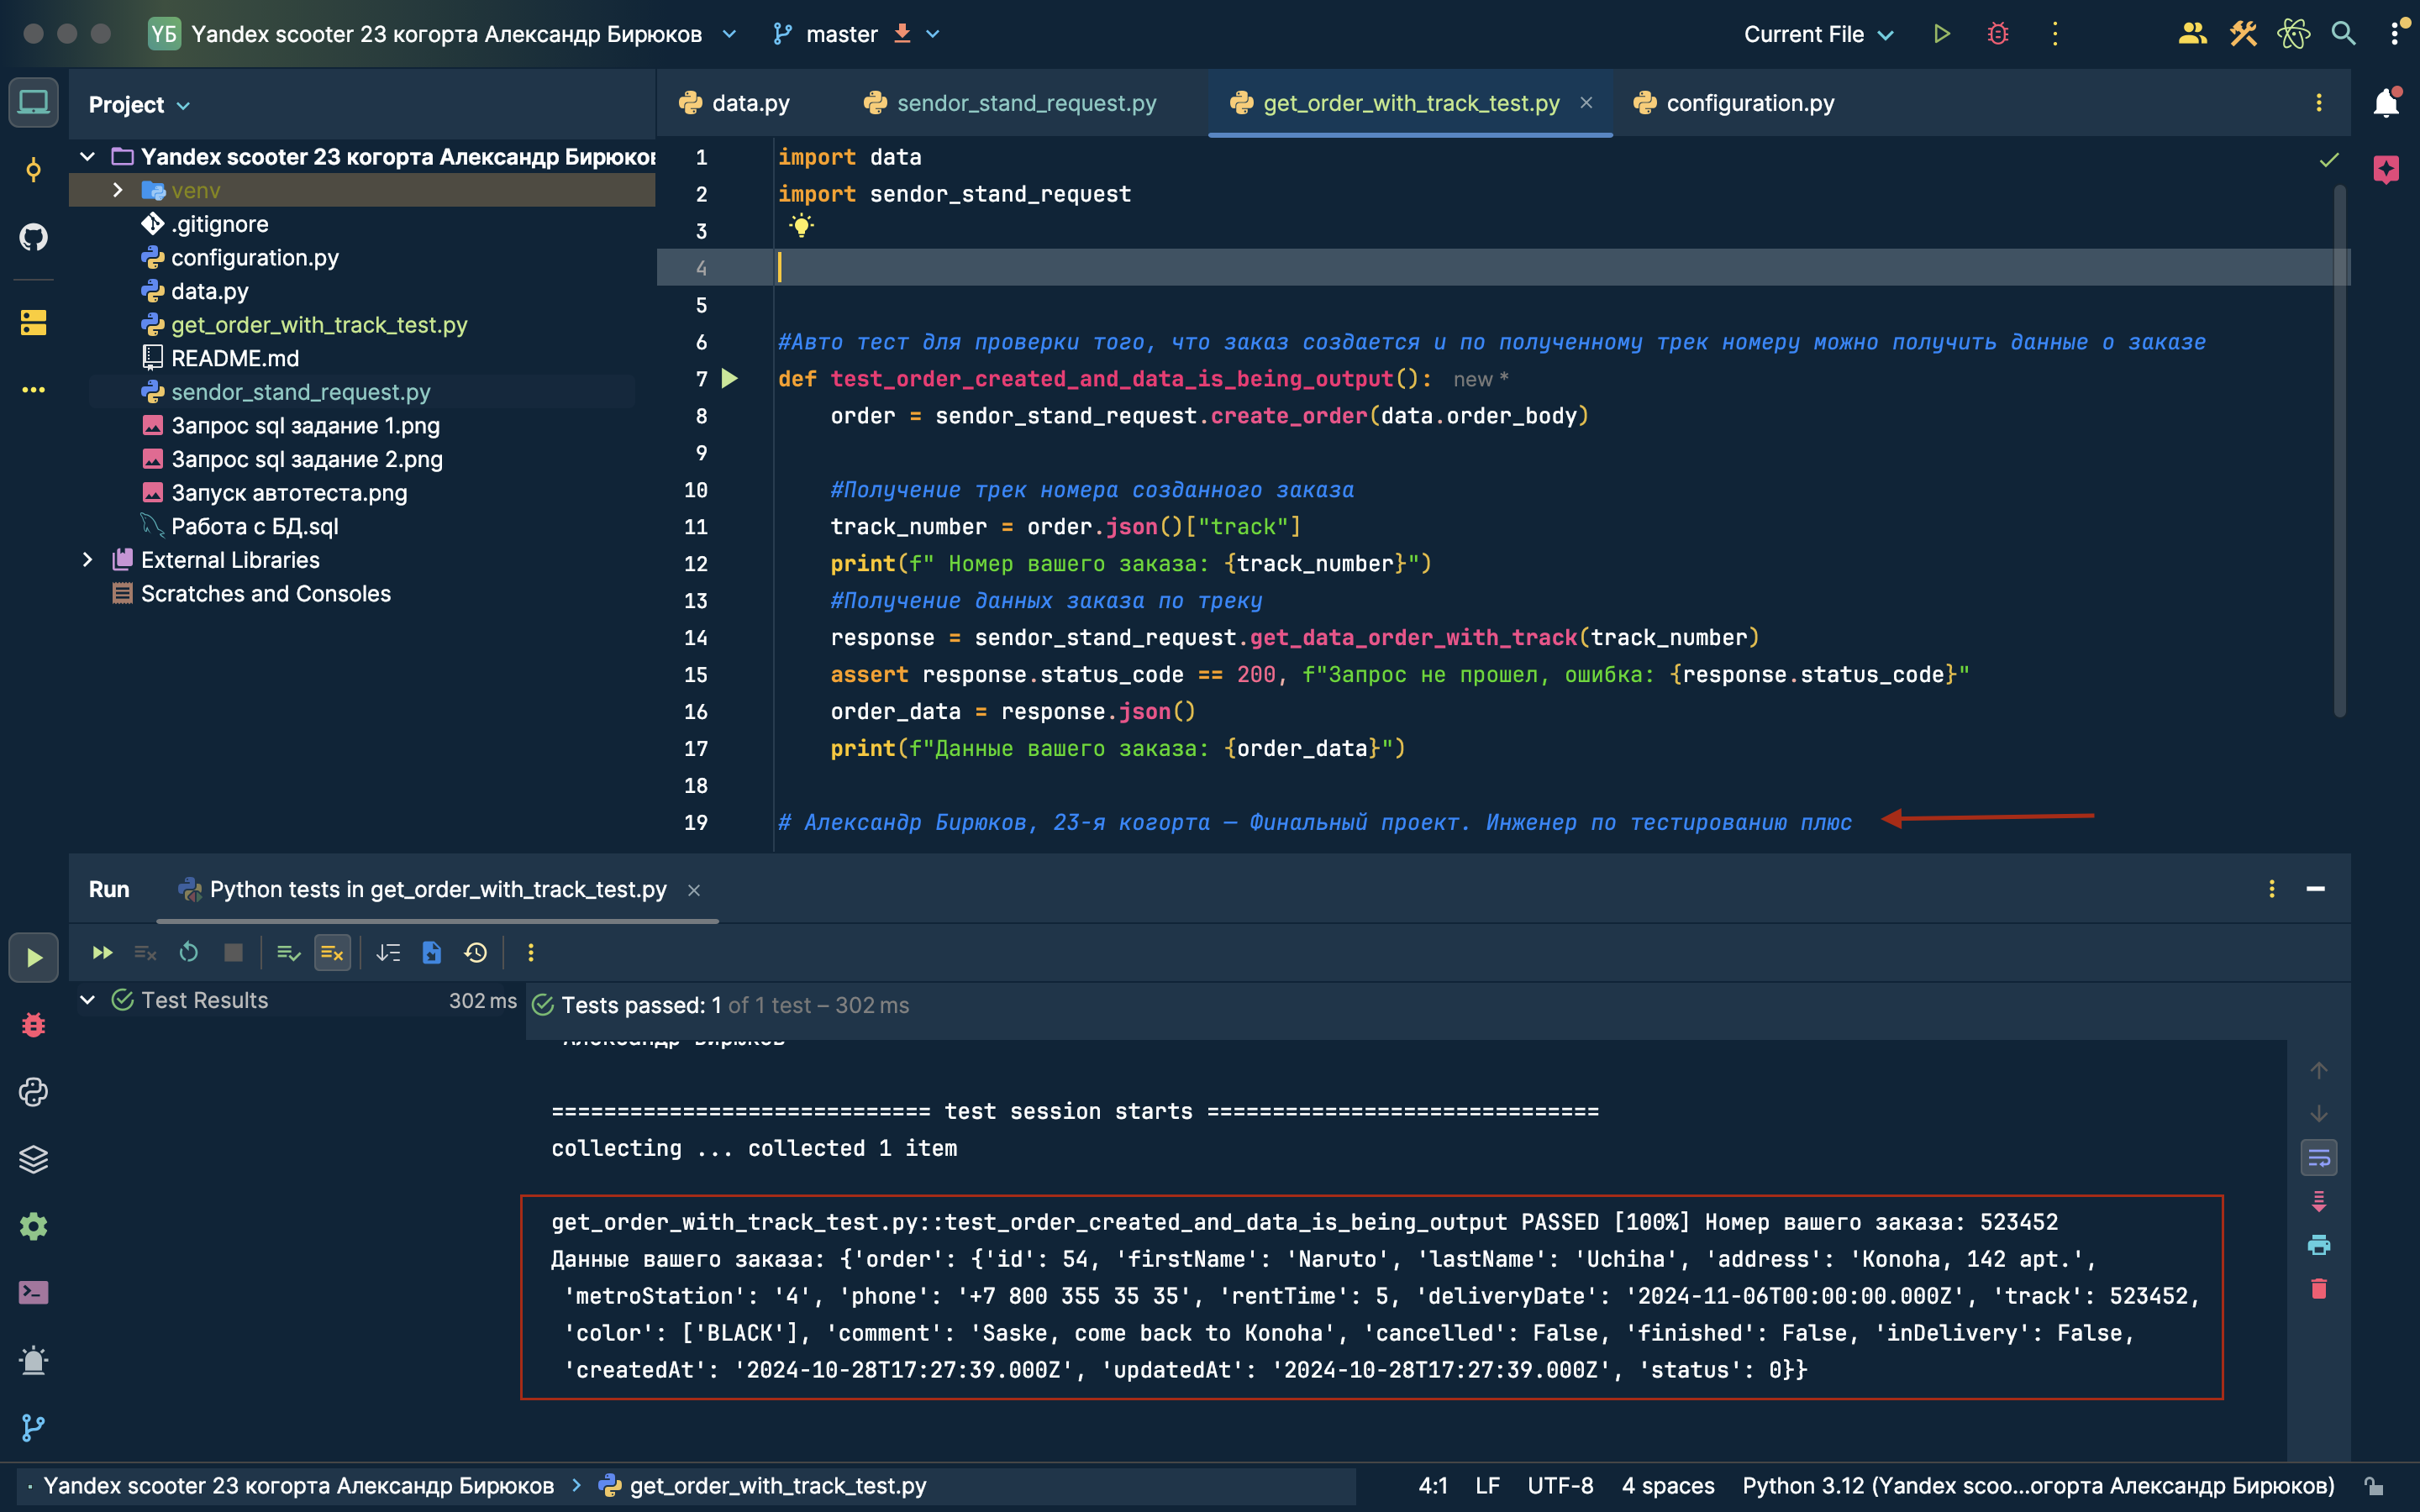 YБ Yandex scooter 23 когорта Александр Бирюков master Current File
Project
data.py sendor_stand_request.py get_order_with_track_test.py configuration.py
Yandex scooter 23 когорта Александр Бирюков
venv
.gitignore
configuration.py
data.py
get_order_with_track_test.py
README.md
sendor_stand_request.py
Запрос sql задание 1.png
Запрос sql задание 2.png
Запуск автотеста.png
Работа с БД.sql
External Libraries
Scratches and Consoles
1 import data
2 import sendor_stand_request
3
4
5
6 #Авто тест для проверки того, что заказ создается и по полученному трек номеру можно получить данные о заказе
7 def test_order_created_and_data_is_being_output(): new *
8 order = sendor_stand_request.create_order(data.order_body)
9
10 #Получение трек номера созданного заказа
11 track_number = order.json()["track"]
12 print(f" Номер вашего заказа: {track_number}")
13 #Получение данных заказа по треку
14 response = sendor_stand_request.get_data_order_with_track(track_number)
15 assert response.status_code == 200, f"Запрос не прошел, ошибка: {response.status_code}"
16 order_data = response.json()
17 print(f"Данные вашего заказа: {order_data}")
18
19 # Александр Бирюков, 23-я когорта — Финальный проект. Инженер по тестированию плюс
Run Python tests in get_order_with_track_test.py
Test Results 302 ms
Tests passed: 1 of 1 test – 302 ms
Александр Бирюков
============================= test session starts ==============================
collecting ... collected 1 item
get_order_with_track_test.py::test_order_created_and_data_is_being_output PASSED [100%] Номер вашего заказа: 523452
Данные вашего заказа: {'order': {'id': 54, 'firstName': 'Naruto', 'lastName': 'Uchiha', 'address': 'Konoha, 142 apt.',
'metroStation': '4', 'phone': '+7 800 355 35 35', 'rentTime': 5, 'deliveryDate': '2024-11-06T00:00:00.000Z', 'track': 523452,
'color': ['BLACK'], 'comment': 'Saske, come back to Konoha', 'cancelled': False, 'finished': False, 'inDelivery': False,
'createdAt': '2024-10-28T17:27:39.000Z', 'updatedAt': '2024-10-28T17:27:39.000Z', 'status': 0}}
Yandex scooter 23 когорта Александр Бирюков get_order_with_track_test.py 4:1 LF UTF-8 4 spaces Python 3.12 (Yandex scoo...огорта Александр Бирюков)